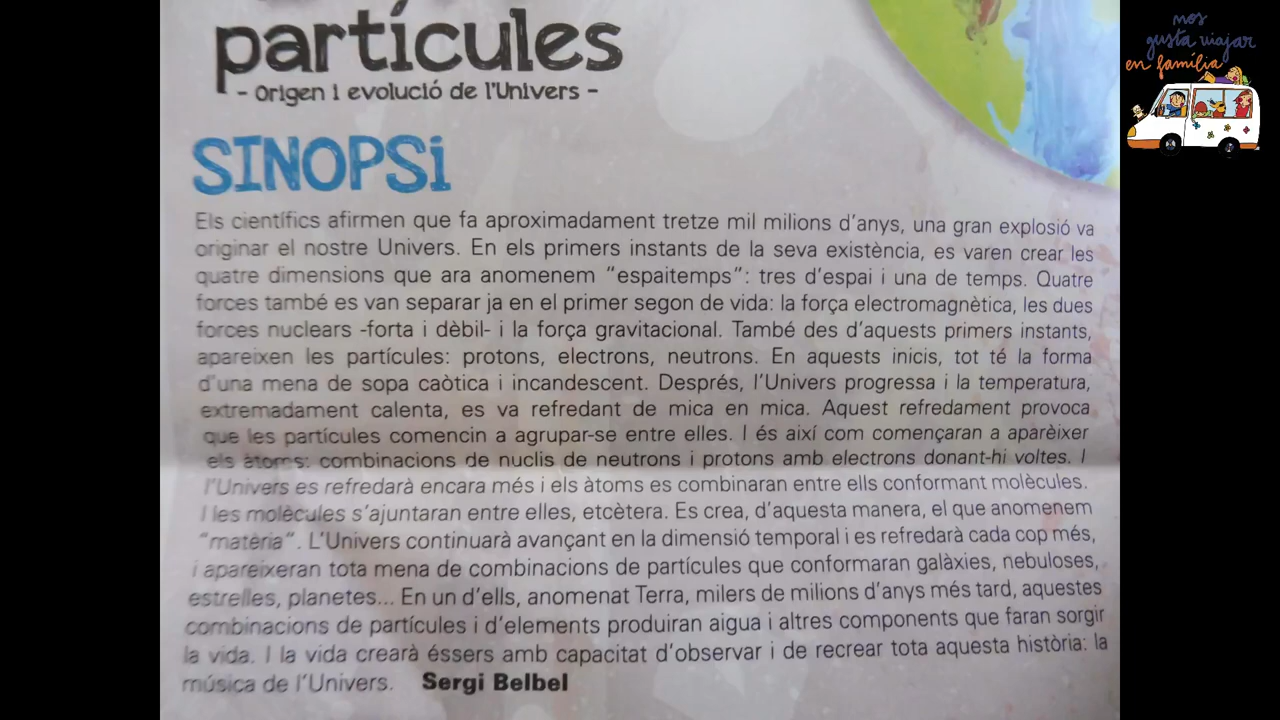 partícules
- Origen i evolució de l'Univers -
SINOPSi
Els científics afirmen que fa aproximadament tretze mil milions d'anys, una gran explosió va
originar el nostre Univers. En els primers instants de la seva existència, es varen crear les
quatre dimensions que ara anomenem "espaitemps": tres d'espai i una de temps. Quatre
forces també es van separar ja en el primer segon de vida: la força electromagnètica, les dues
forces nuclears -forta i dèbil- i la força gravitacional. També des d'aquests primers instants,
apareixen les partícules: protons, electrons, neutrons. En aquests inicis, tot té la forma
d'una mena de sopa caòtica i incandescent. Després, l'Univers progressa i la temperatura,
extremadament calenta, es va refredant de mica en mica. Aquest refredament provoca
que les partícules comencin a agrupar-se entre elles. I és així com començaran a aparèixer
els àtoms: combinacions de nuclis de neutrons i protons amb electrons donant-hi voltes. I
l'Univers es refredarà encara més i els àtoms es combinaran entre ells conformant molècules.
I les molècules s'ajuntaran entre elles, etcètera. Es crea, d'aquesta manera, el que anomenem
"matèria". L'Univers continuarà avançant en la dimensió temporal i es refredarà cada cop més,
i apareixeran tota mena de combinacions de partícules que conformaran galàxies, nebuloses,
estrelles, planetes... En un d'ells, anomenat Terra, milers de milions d'anys més tard, aquestes
combinacions de partícules i d'elements produiran aigua i altres components que faran sorgir
la vida. I la vida crearà éssers amb capacitat d'observar i de recrear tota aquesta història: la
música de l'Univers. Sergi Belbel
nos
gusta viajar
en família